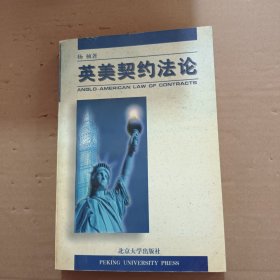 杨桢著
英美契约法论
ANGLO-AMERICAN LAW OF CONTRACTS
北京大学出版社
PEKING UNIVERSITY PRESS